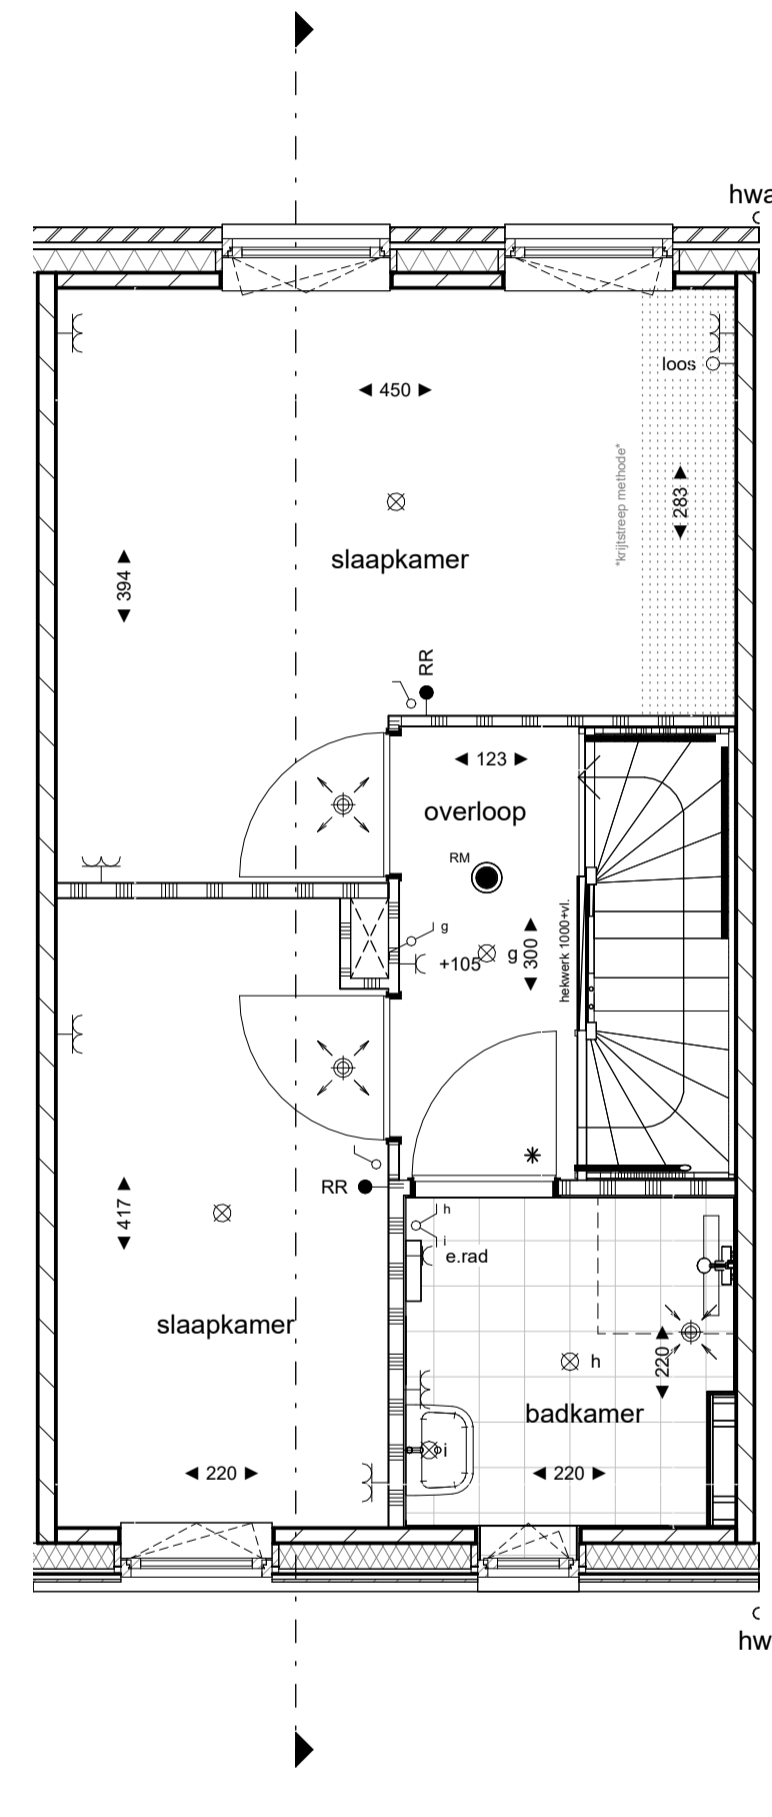 hwa
loos
450
*krijtstreep methode*
283
slaapkamer
394
RR
123
overloop
RM
g
+105
g
300
hekwerk 1000+vl.
417
RR
h
i
e.rad
slaapkamer
h
220
badkamer
i
220
220
hw